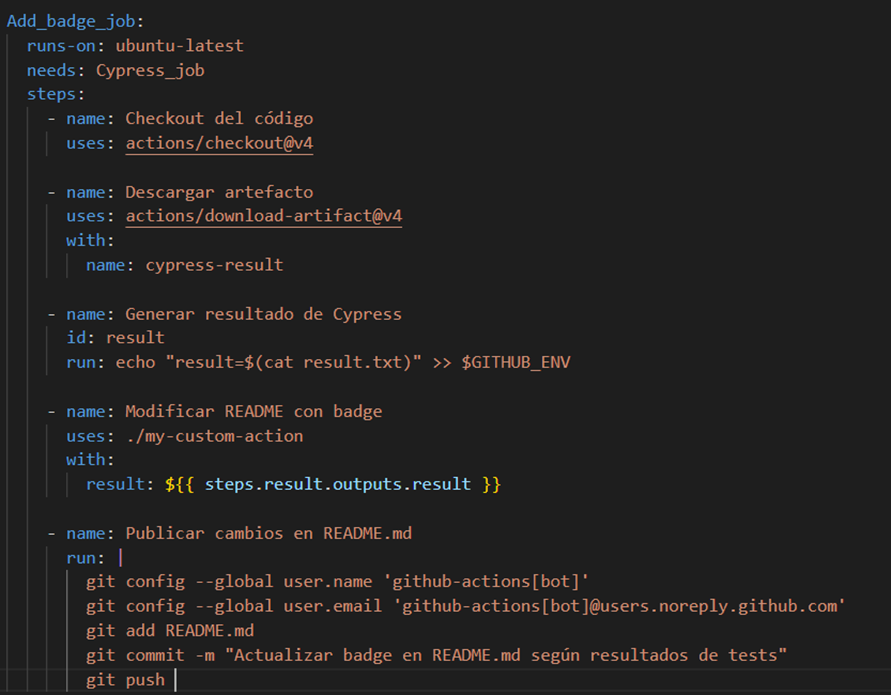 Add_badge_job:
runs-on: ubuntu-latest
needs: Cypress_job
steps:
- name: Checkout del código
uses: actions/checkout@v4
- name: Descargar artefacto
uses: actions/download-artifact@v4
with:
name: cypress-result
- name: Generar resultado de Cypress
id: result
run: echo "result=$(cat result.txt)" >> $GITHUB_ENV
- name: Modificar README con badge
uses: ./my-custom-action
with:
result: ${{ steps.result.outputs.result }}
- name: Publicar cambios en README.md
run: |
git config --global user.name 'github-actions[bot]'
git config --global user.email 'github-actions[bot]@users.noreply.github.com'
git add README.md
git commit -m "Actualizar badge en README.md según resultados de tests"
git push